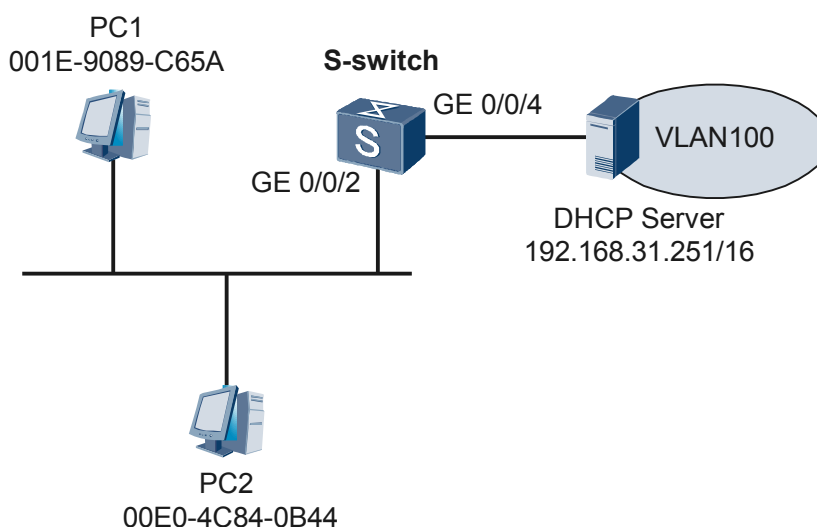 PC1
001E-9089-C65A
S-switch
GE 0/0/4
S
VLAN100
GE 0/0/2
DHCP Server
192.168.31.251/16
PC2
00E0-4C84-0B44